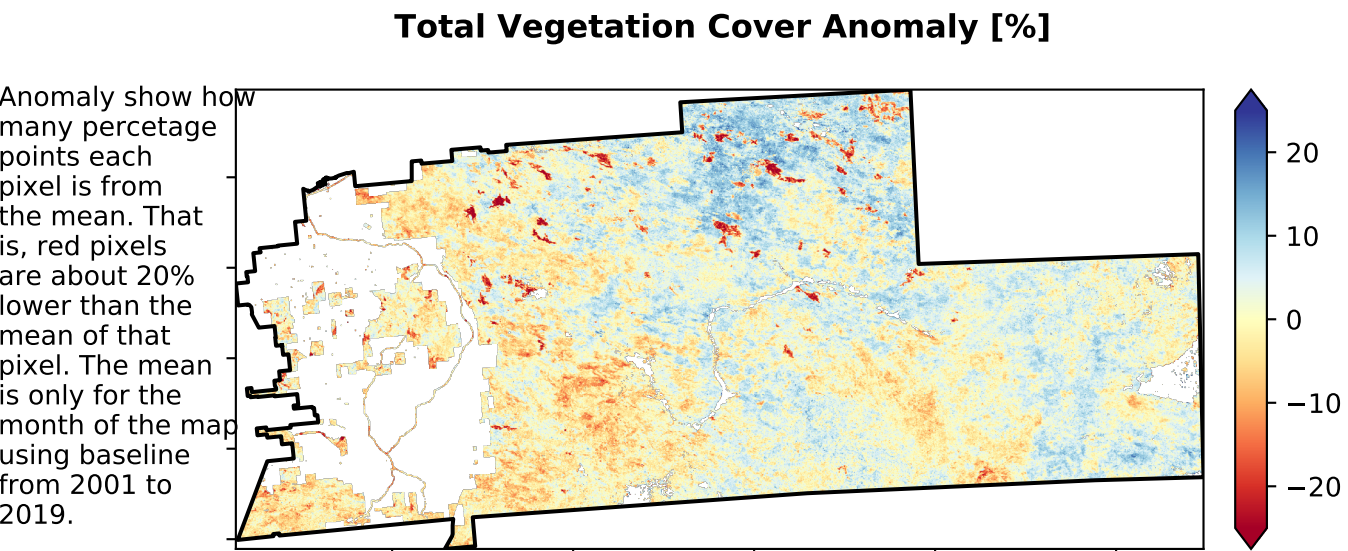 Total Vegetation Cover Anomaly [%]
Anomaly show how
many percetage
points each
pixel is from
the mean. That
is, red pixels
are about 20%
lower than the
mean of that
pixel. The mean
is only for the
month of the map
using baseline
from 2001 to
2019.
20
10
0
−10
−20